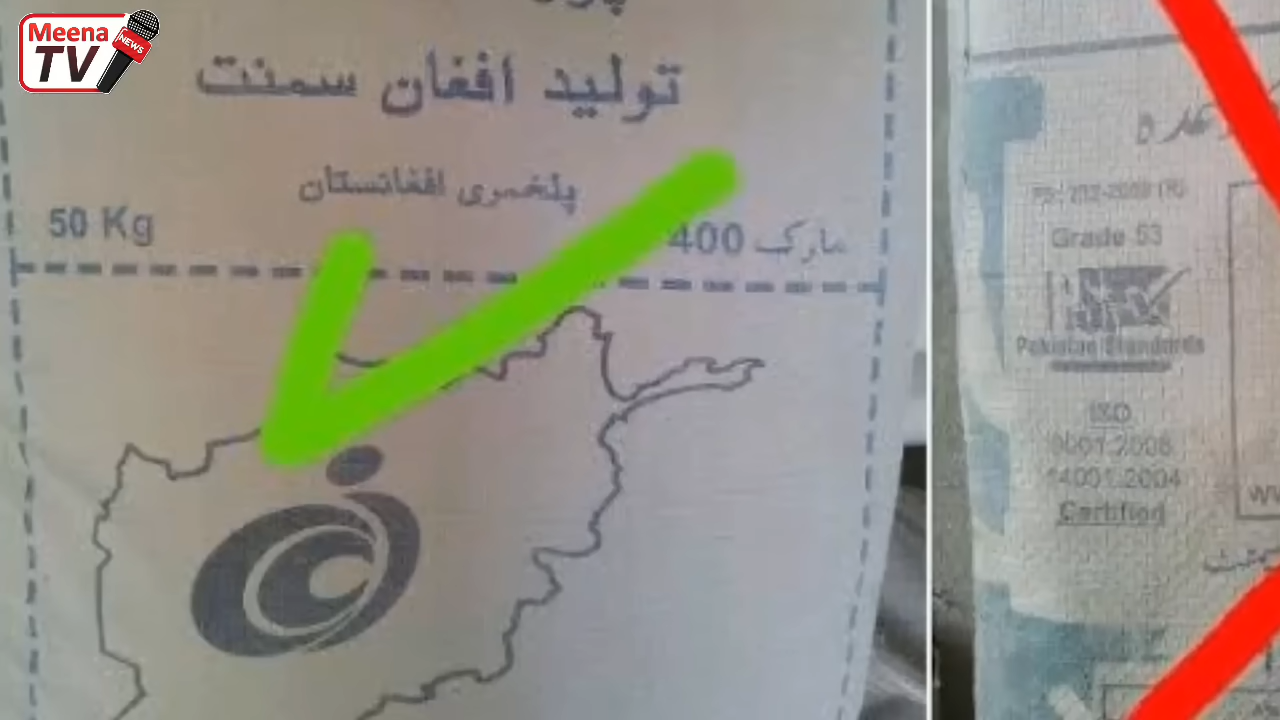 Meena
TV NEWS
تولید افغان سمنت
پلخمری افغانستان
50 Kg
مارک 400
Grade 53
Pakistan Standards
ISO
9001:2008
14001:2004
Certified